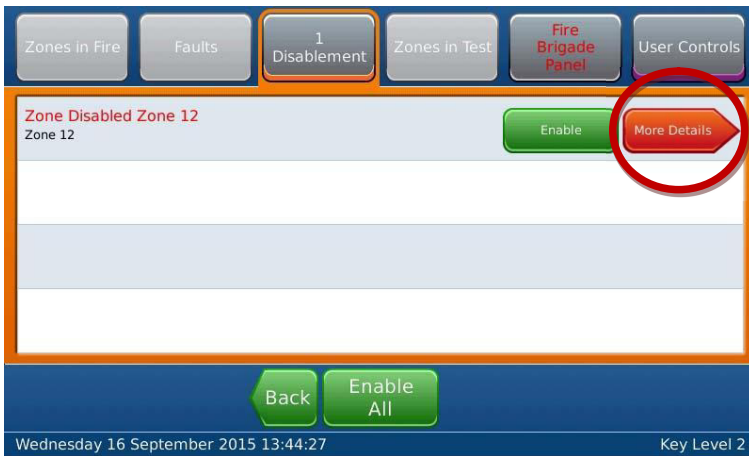 Zones in Fire
Faults
1
Disablement
Zones in Test
Fire
Brigade
Panel
User Controls
Zone Disabled Zone 12
Zone 12
Enable
More Details
Back
Enable
All
Wednesday 16 September 2015 13:44:27
Key Level 2